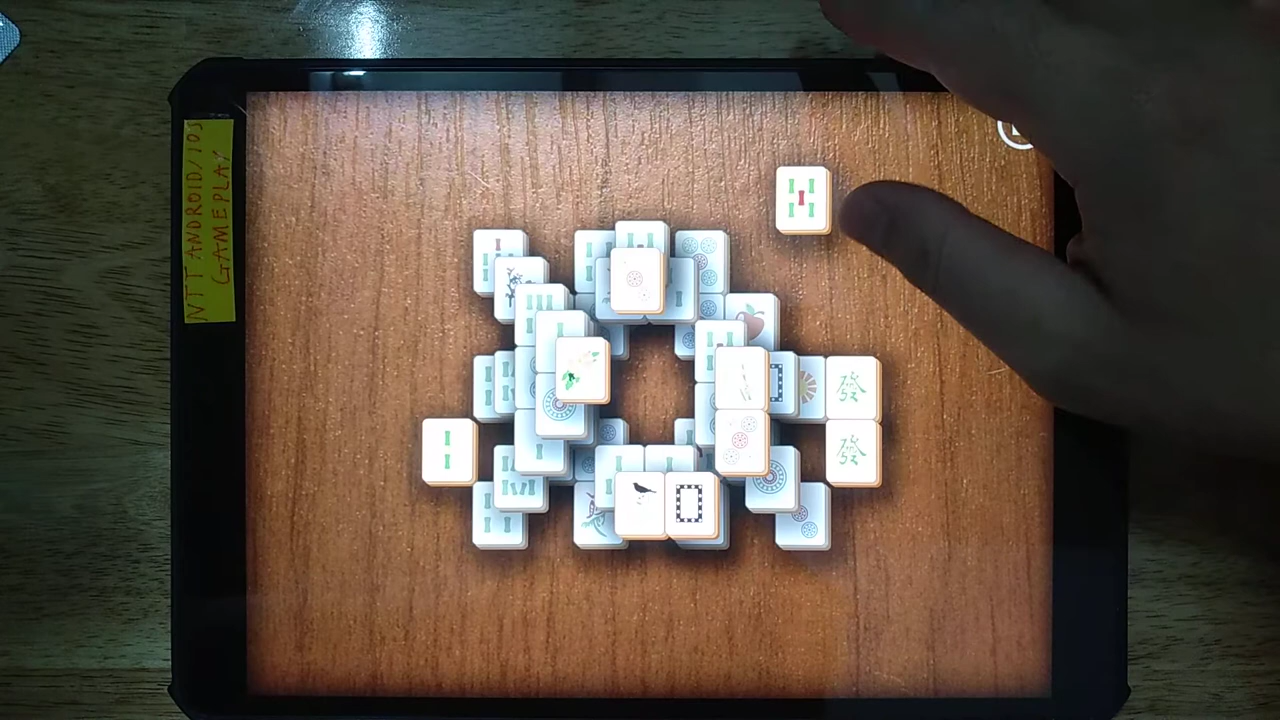 NTT ANDROID/IOS
GAMEPLAY
發
發